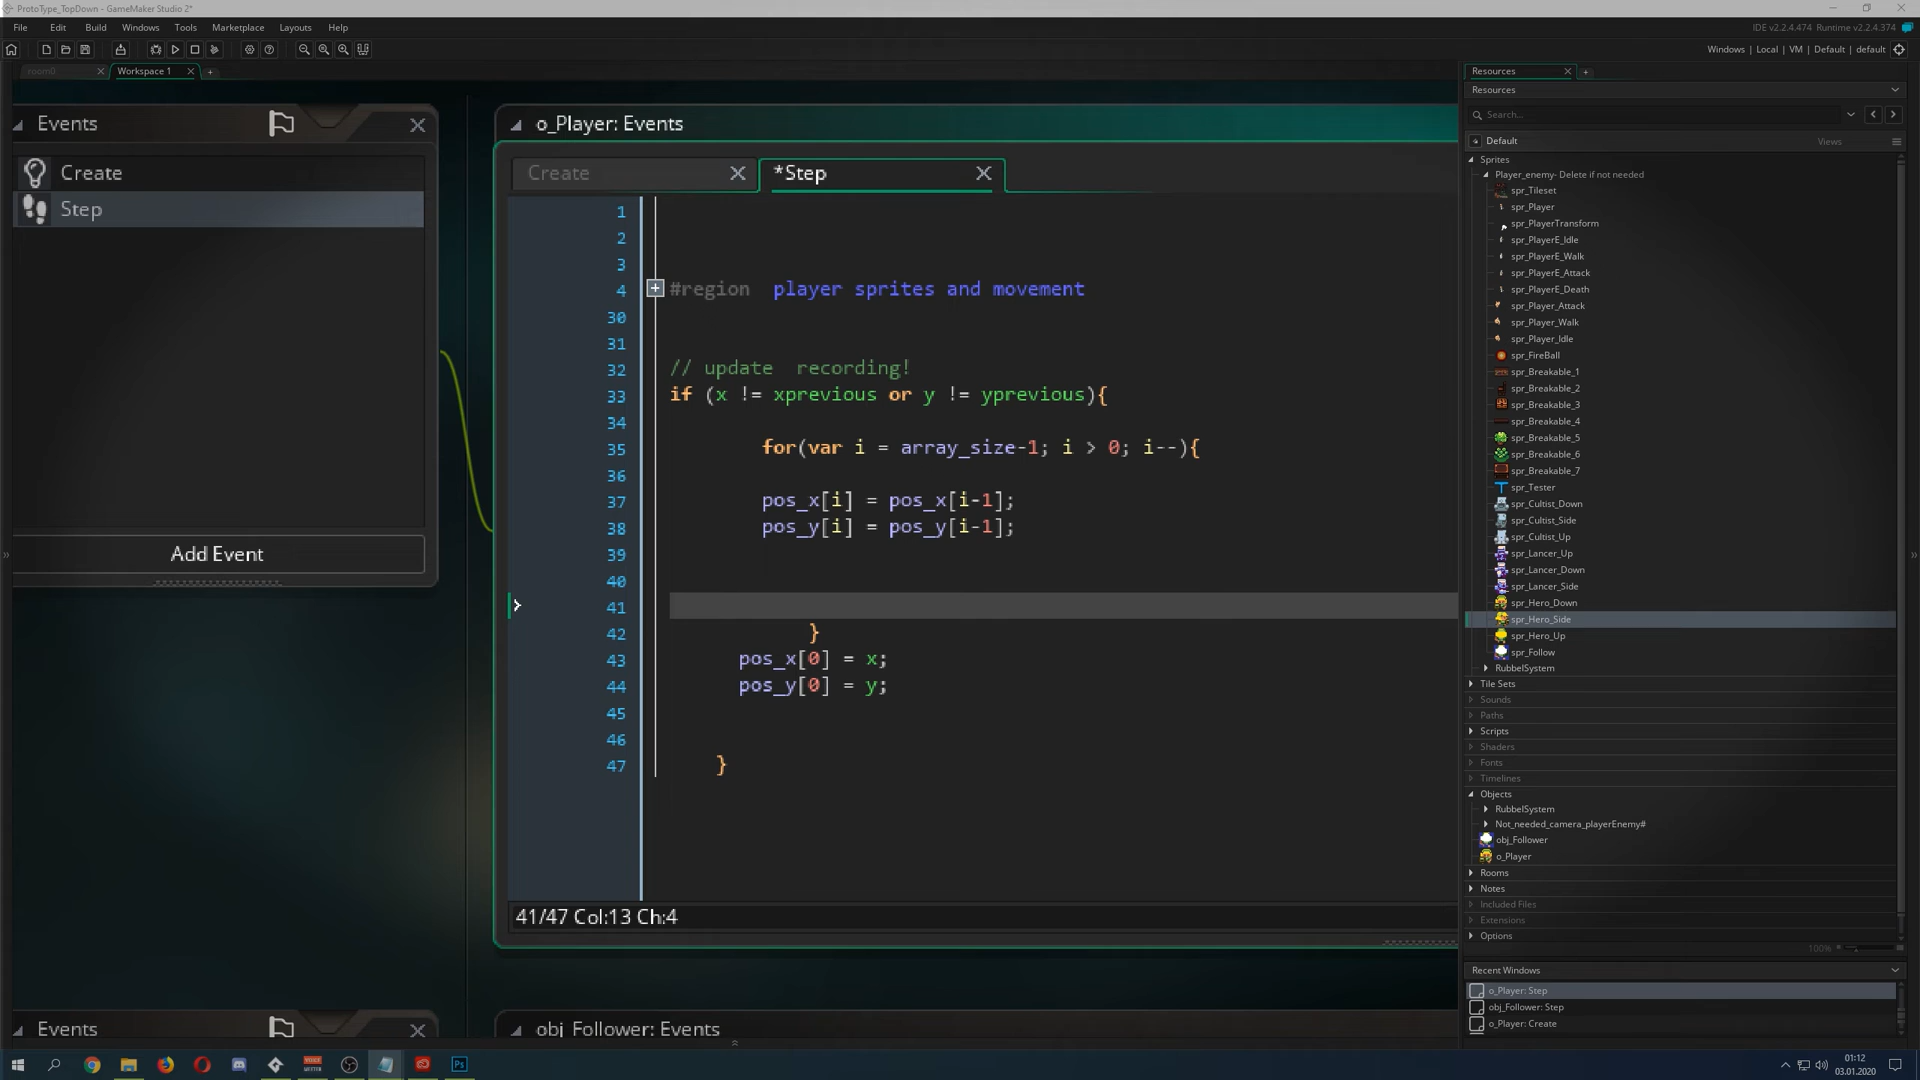 ProtoType_TopDown - GameMaker Studio 2*
File Edit Build Windows Tools Marketplace Layouts Help
IDE v2.2.4.474 Runtime v2.2.4.374
Windows | Local | VM | Default | default
room0 Workspace 1
Resources
Resources
Search...
Default Views
Events
Create
Step
Add Event
o_Player: Events
Create *Step
1
2
3
4 #region player sprites and movement
30
31
32 // update recording!
33 if (x != xprevious or y != yprevious){
34
35 for(var i = array_size-1; i > 0; i--){
36
37 pos_x[i] = pos_x[i-1];
38 pos_y[i] = pos_y[i-1];
39
40
41
42 }
43 pos_x[0] = x;
44 pos_y[0] = y;
45
46
47 }
41/47 Col:13 Ch:4
Events
obj_Follower: Events
Sprites
Player_enemy- Delete if not needed
spr_Tileset
spr_Player
spr_PlayerTransform
spr_PlayerE_Idle
spr_PlayerE_Walk
spr_PlayerE_Attack
spr_PlayerE_Death
spr_Player_Attack
spr_Player_Walk
spr_Player_Idle
spr_FireBall
spr_Breakable_1
spr_Breakable_2
spr_Breakable_3
spr_Breakable_4
spr_Breakable_5
spr_Breakable_6
spr_Breakable_7
spr_Tester
spr_Cultist_Down
spr_Cultist_Side
spr_Cultist_Up
spr_Lancer_Up
spr_Lancer_Down
spr_Lancer_Side
spr_Hero_Down
spr_Hero_Side
spr_Hero_Up
spr_Follow
RubbelSystem
Tile Sets
Sounds
Paths
Scripts
Shaders
Fonts
Timelines
Objects
RubbelSystem
Not_needed_camera_playerEnemy#
obj_Follower
o_Player
Rooms
Notes
Included Files
Extensions
Options
100%
Recent Windows
o_Player: Step
obj_Follower: Step
o_Player: Create
01:12
03.01.2020